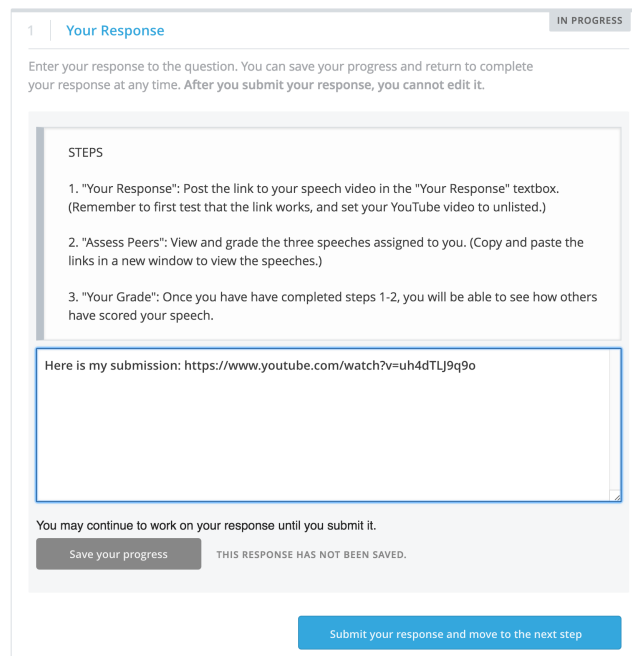 1 Your Response
IN PROGRESS
Enter your response to the question. You can save your progress and return to complete
your response at any time. After you submit your response, you cannot edit it.
STEPS
1. "Your Response": Post the link to your speech video in the "Your Response" textbox.
(Remember to first test that the link works, and set your YouTube video to unlisted.)
2. "Assess Peers": View and grade the three speeches assigned to you. (Copy and paste the
links in a new window to view the speeches.)
3. "Your Grade": Once you have have completed steps 1-2, you will be able to see how others
have scored your speech.
Here is my submission: https://www.youtube.com/watch?v=uh4dTLJ9q9o
You may continue to work on your response until you submit it.
Save your progress
THIS RESPONSE HAS NOT BEEN SAVED.
Submit your response and move to the next step